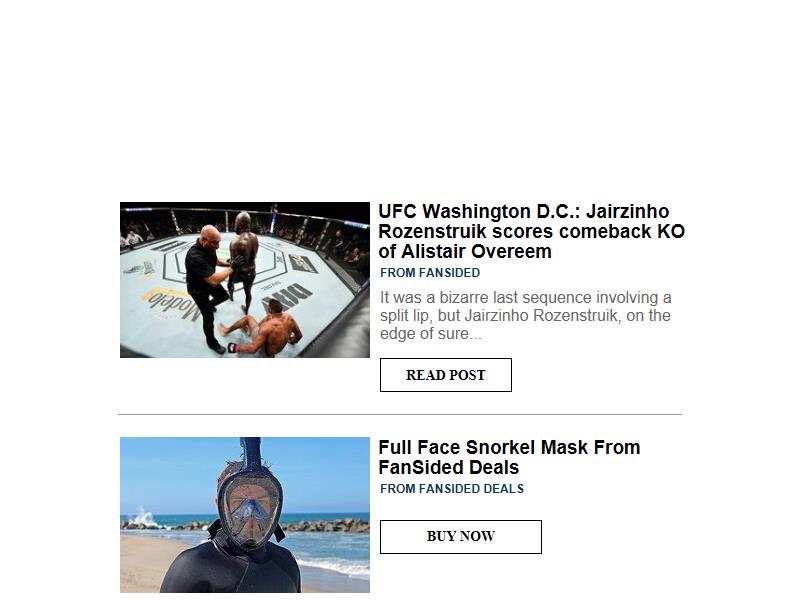 UFC Washington D.C.: Jairzinho
Rozenstruik scores comeback KO
of Alistair Overeem
FROM FANSIDED
It was a bizarre last sequence involving a
split lip, but Jairzinho Rozenstruik, on the
edge of sure...
READ POST
Modelo
Full Face Snorkel Mask From
FanSided Deals
FROM FANSIDED DEALS
BUY NOW